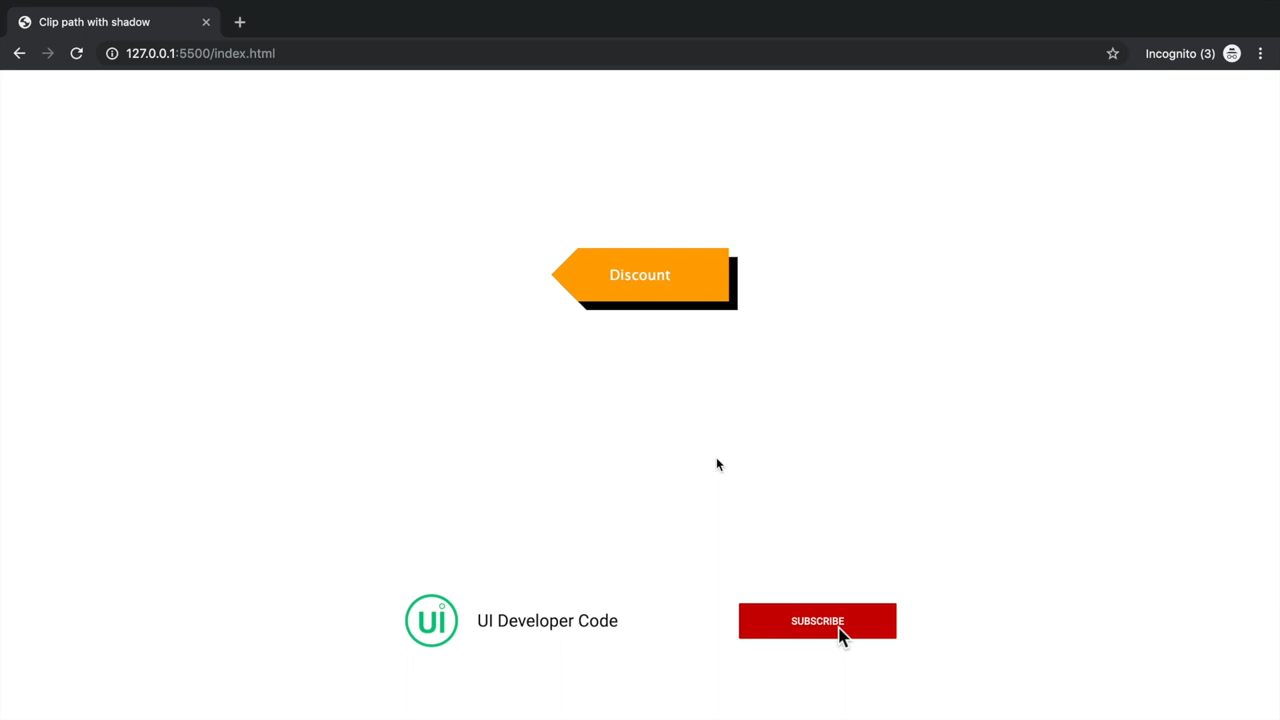 Clip path with shadow
127.0.0.1:5500/index.html
Incognito (3)
Discount
Ui
UI Developer Code
SUBSCRIBE